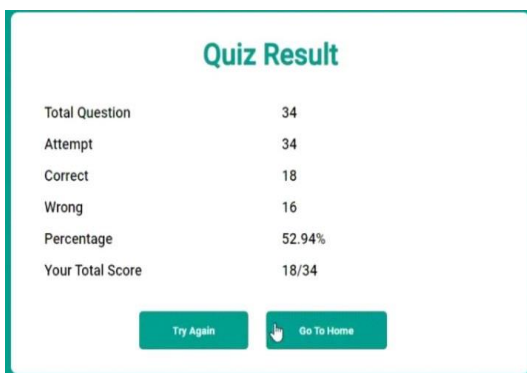 Quiz Result
Total Question 34
Attempt 34
Correct 18
Wrong 16
Percentage 52.94%
Your Total Score 18/34
Try Again Go To Home